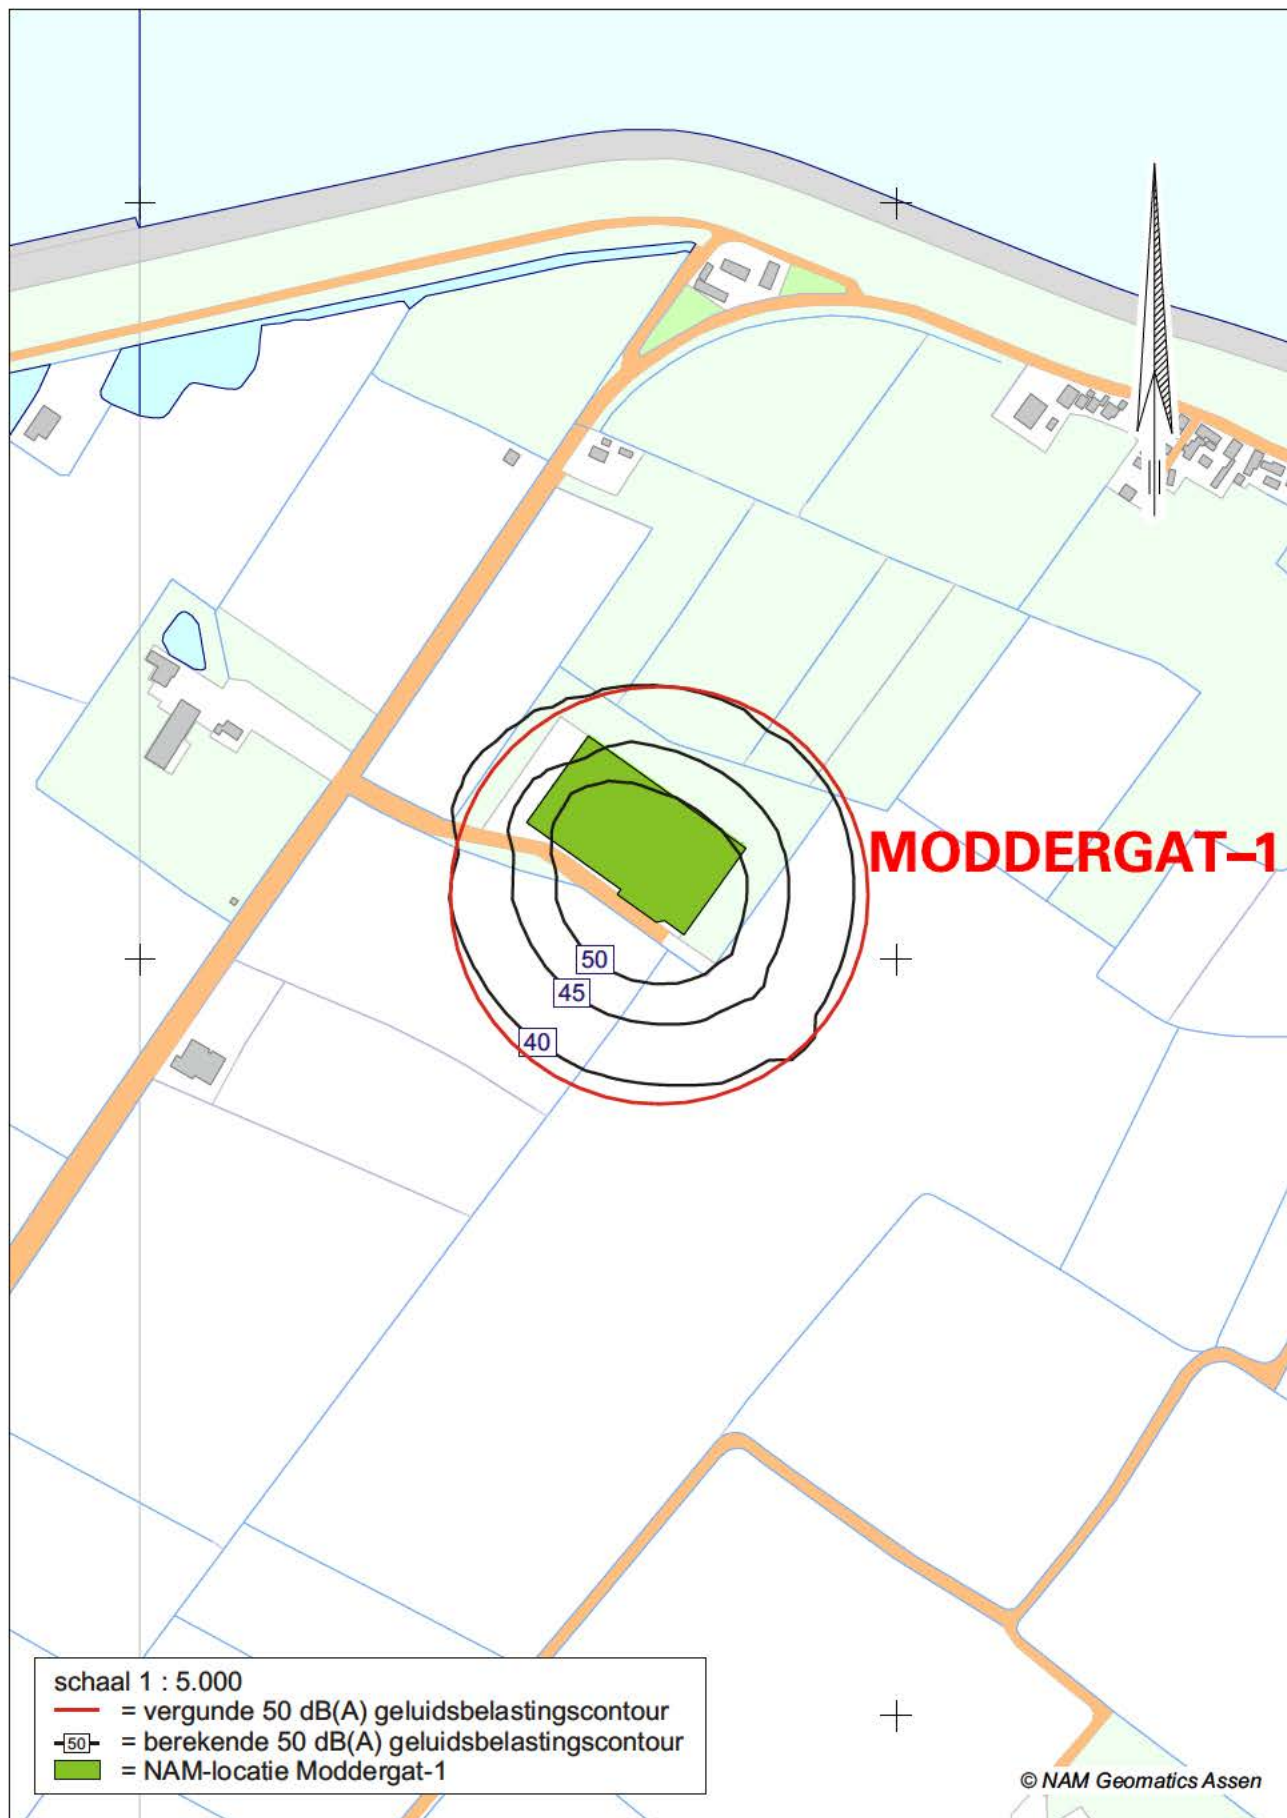 MODDERGAT–1
50
45
40
schaal 1 : 5.000
= vergunde 50 dB(A) geluidsbelastingscontour
50 = berekende 50 dB(A) geluidsbelastingscontour
= NAM-locatie Moddergat-1
© NAM Geomatics Assen